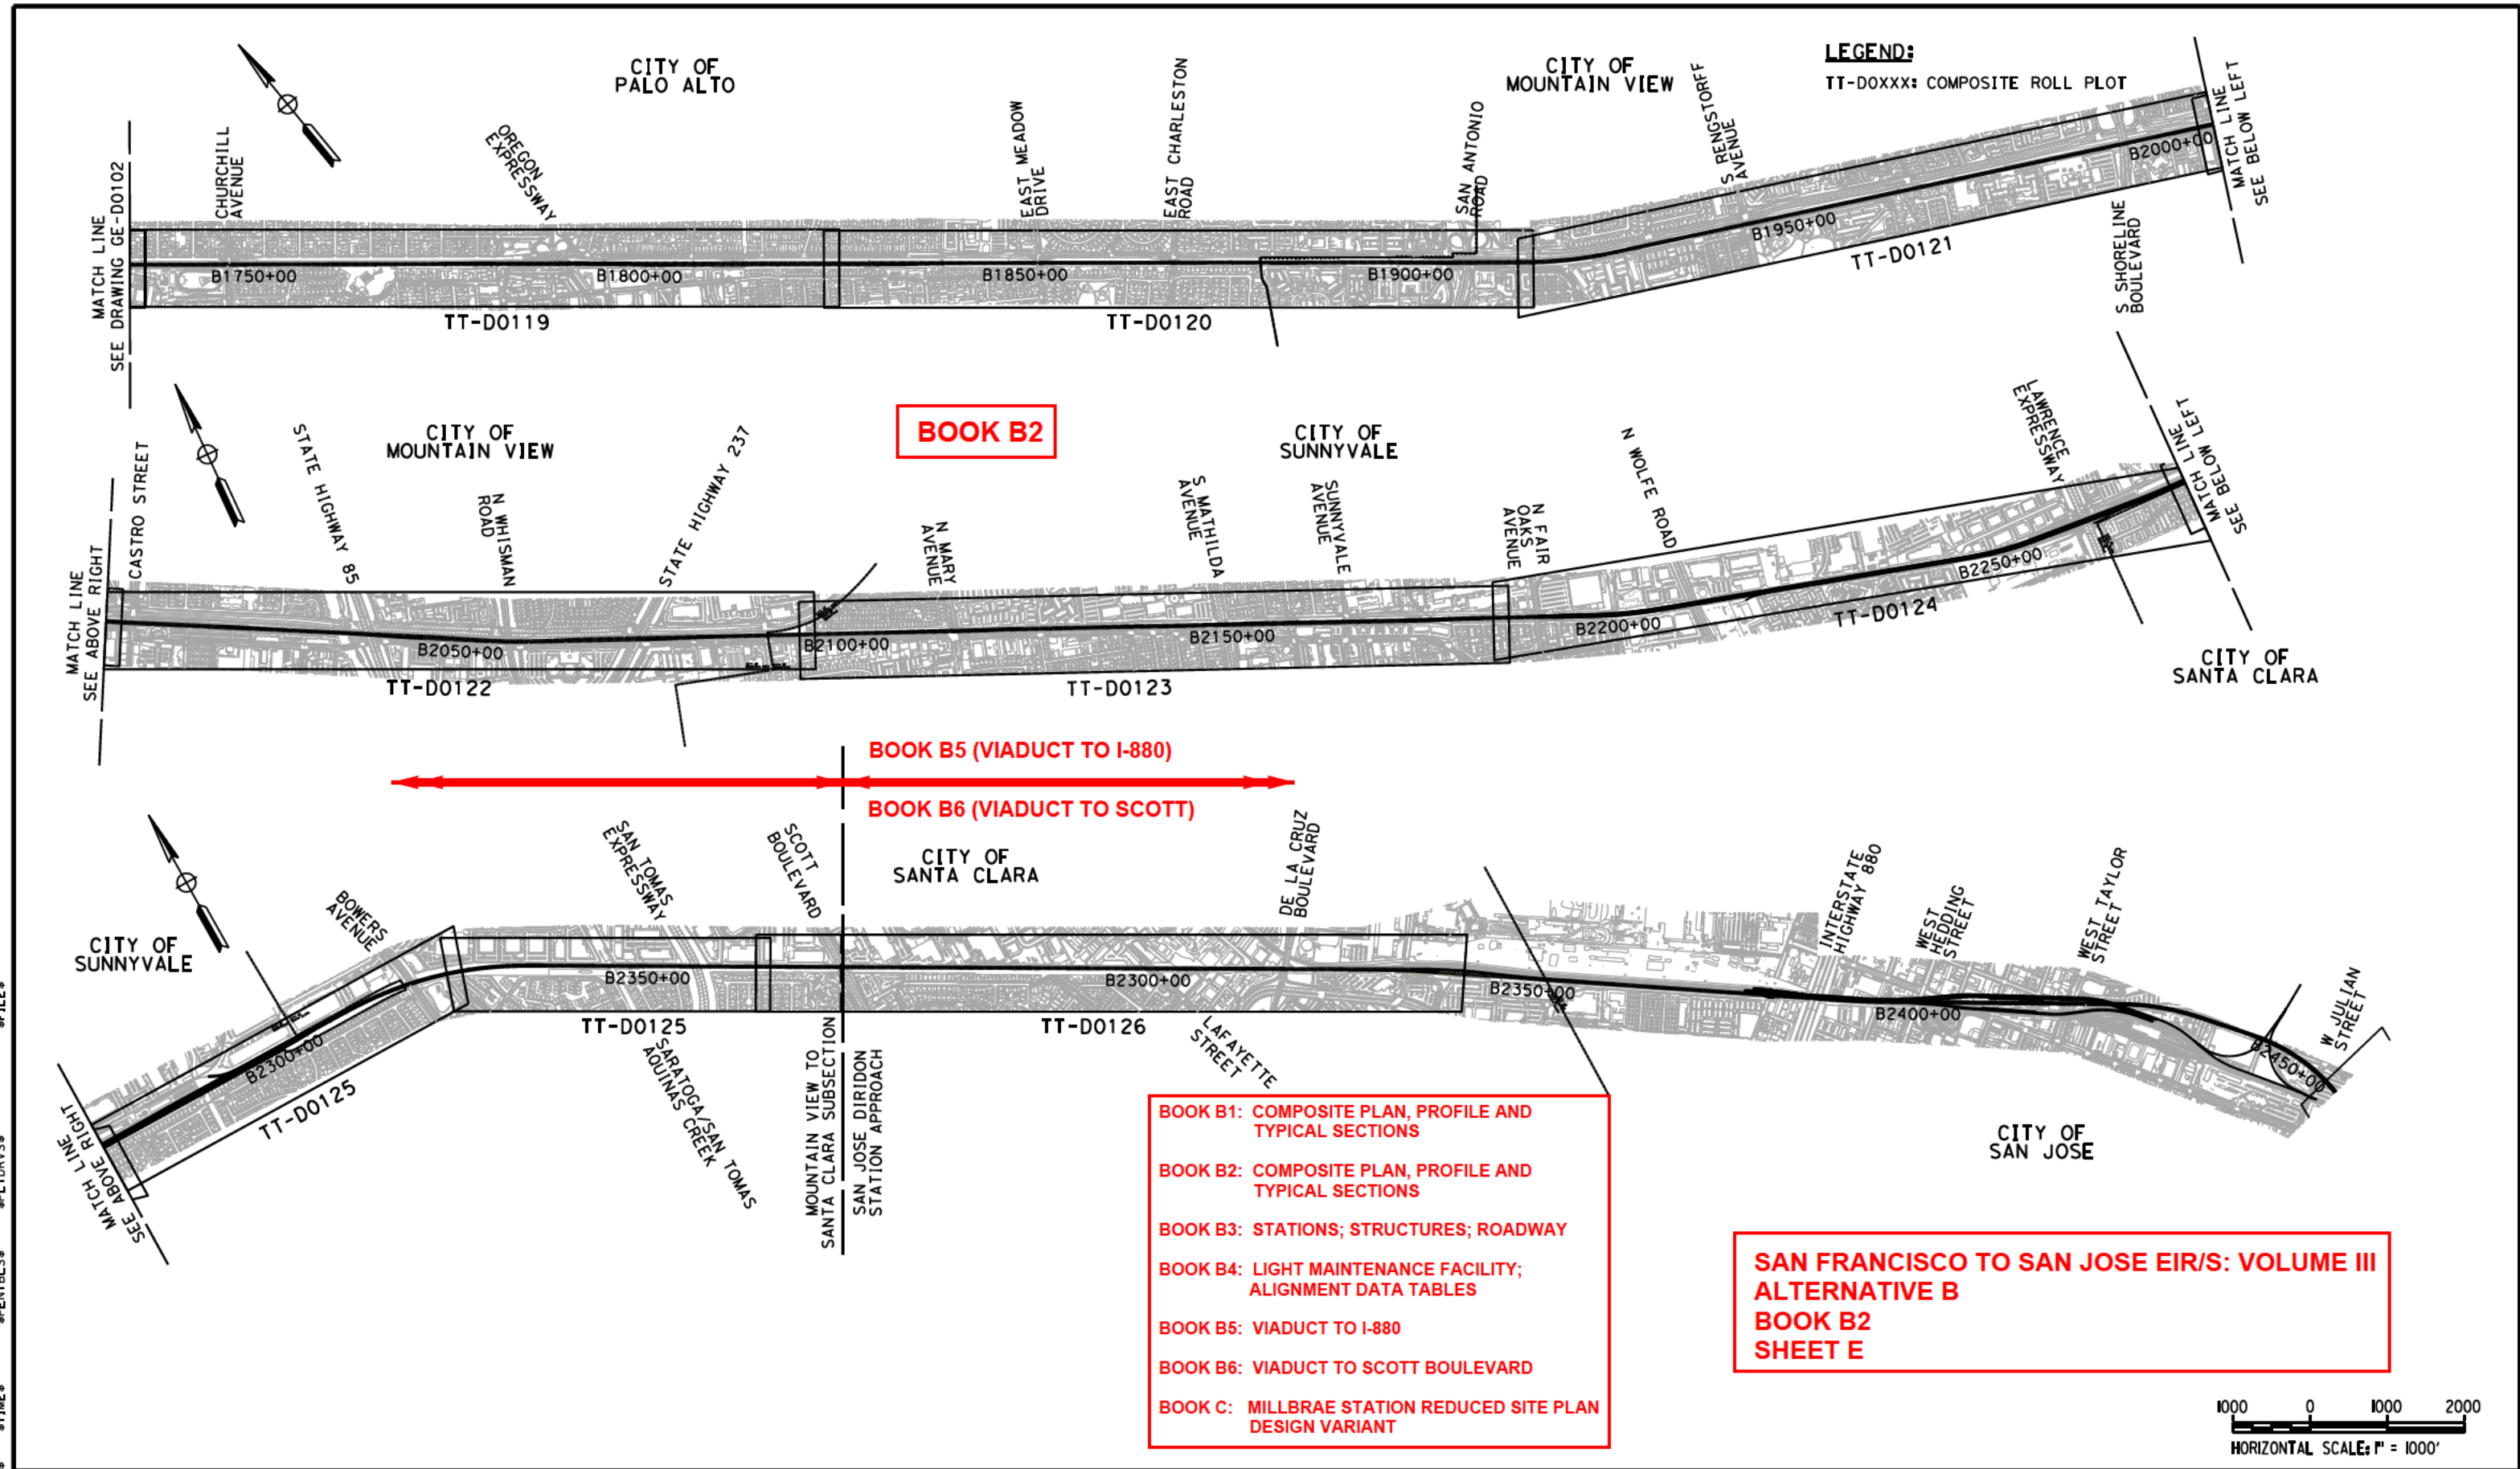 CITY OF
PALO ALTO
CITY OF
MOUNTAIN VIEW
LEGEND:
TT-D0XXX: COMPOSITE ROLL PLOT
MATCH LINE
SEE DRAWING GE-D0102
CHURCHILL
AVENUE
OREGON
EXPRESSWAY
EAST MEADOW
DRIVE
EAST CHARLESTON
ROAD
SAN ANTONIO
ROAD
S RENGSTORFF
AVENUE
MATCH LINE
SEE BELOW LEFT
B1750+00
B1800+00
B1850+00
B1900+00
B1950+00
B2000+00
TT-D0119
TT-D0120
TT-D0121
S SHORELINE
BOULEVARD
BOOK B2
CITY OF
MOUNTAIN VIEW
CITY OF
SUNNYVALE
MATCH LINE
SEE ABOVE RIGHT
CASTRO STREET
STATE HIGHWAY 85
N WHISMAN
ROAD
STATE HIGHWAY 237
N MARY
AVENUE
S MATHILDA
AVENUE
SUNNYVALE
AVENUE
N FAIR
OAKS
AVENUE
N WOLFE ROAD
LAWRENCE
EXPRESSWAY
MATCH LINE
SEE BELOW LEFT
B2050+00
B2100+00
B2150+00
B2200+00
B2250+00
TT-D0122
TT-D0123
TT-D0124
CITY OF
SANTA CLARA
BOOK B5 (VIADUCT TO I-880)
BOOK B6 (VIADUCT TO SCOTT)
CITY OF
SUNNYVALE
CITY OF
SANTA CLARA
BOWERS
AVENUE
SAN TOMAS
EXPRESSWAY
SCOTT
BOULEVARD
DE LA CRUZ
BOULEVARD
INTERSTATE
HIGHWAY 880
WEST
HEDDING
STREET
WEST TAYLOR
STREET
W JULIAN
STREET
B2300+00
B2350+00
B2300+00
B2350+00
B2400+00
B2450+00
TT-D0125
TT-D0125
TT-D0126
MATCH LINE
SEE ABOVE RIGHT
SARATOGA/SAN TOMAS
AQUINAS CREEK
MOUNTAIN VIEW TO
SANTA CLARA SUBSECTION
SAN JOSE DIRIDON
STATION APPROACH
LAFAYETTE
STREET
CITY OF
SAN JOSE
BOOK B1: COMPOSITE PLAN, PROFILE AND
TYPICAL SECTIONS
BOOK B2: COMPOSITE PLAN, PROFILE AND
TYPICAL SECTIONS
BOOK B3: STATIONS; STRUCTURES; ROADWAY
BOOK B4: LIGHT MAINTENANCE FACILITY;
ALIGNMENT DATA TABLES
BOOK B5: VIADUCT TO I-880
BOOK B6: VIADUCT TO SCOTT BOULEVARD
BOOK C: MILLBRAE STATION REDUCED SITE PLAN
DESIGN VARIANT
SAN FRANCISCO TO SAN JOSE EIR/S: VOLUME III
ALTERNATIVE B
BOOK B2
SHEET E
1000 0 1000 2000
HORIZONTAL SCALE: 1" = 1000'